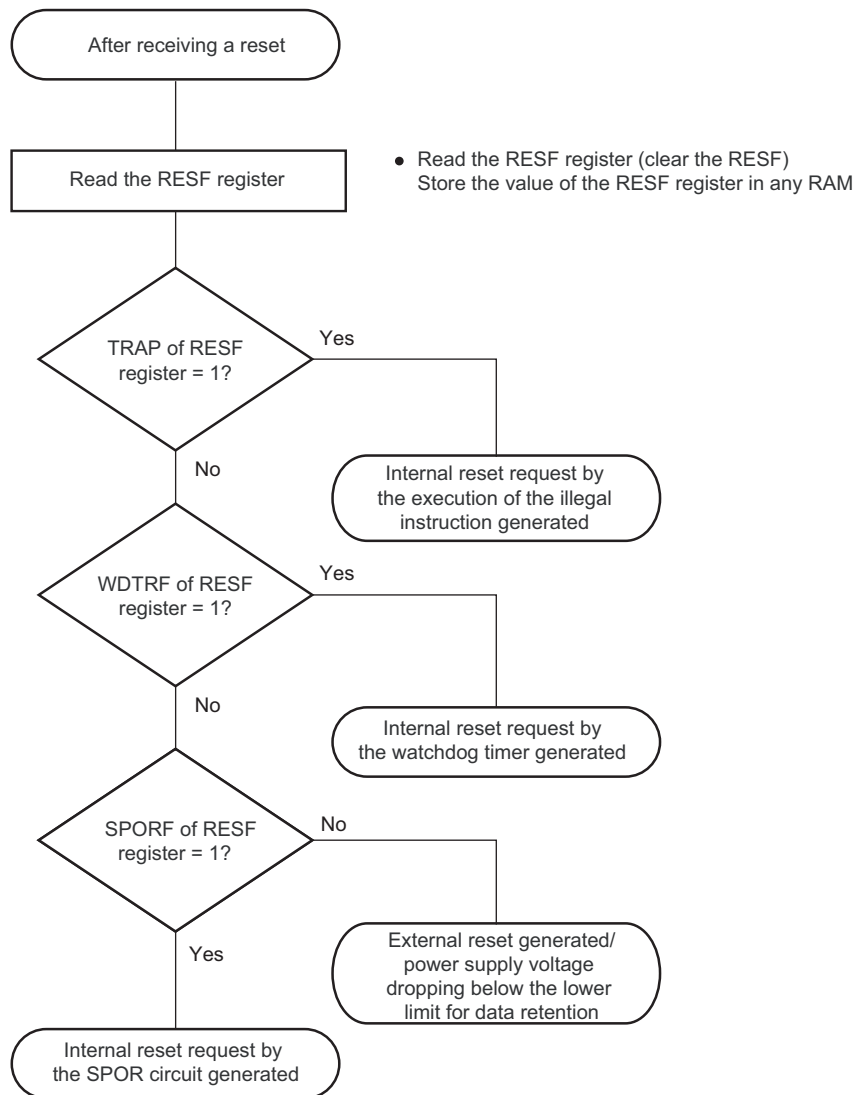 After receiving a reset
Read the RESF register
● Read the RESF register (clear the RESF)
Store the value of the RESF register in any RAM
TRAP of RESF
register = 1?
Yes
No
Internal reset request by
the execution of the illegal
instruction generated
WDTRF of RESF
register = 1?
Yes
No
Internal reset request by
the watchdog timer generated
SPORF of RESF
register = 1?
No
Yes
External reset generated/
power supply voltage
dropping below the lower
limit for data retention
Internal reset request by
the SPOR circuit generated